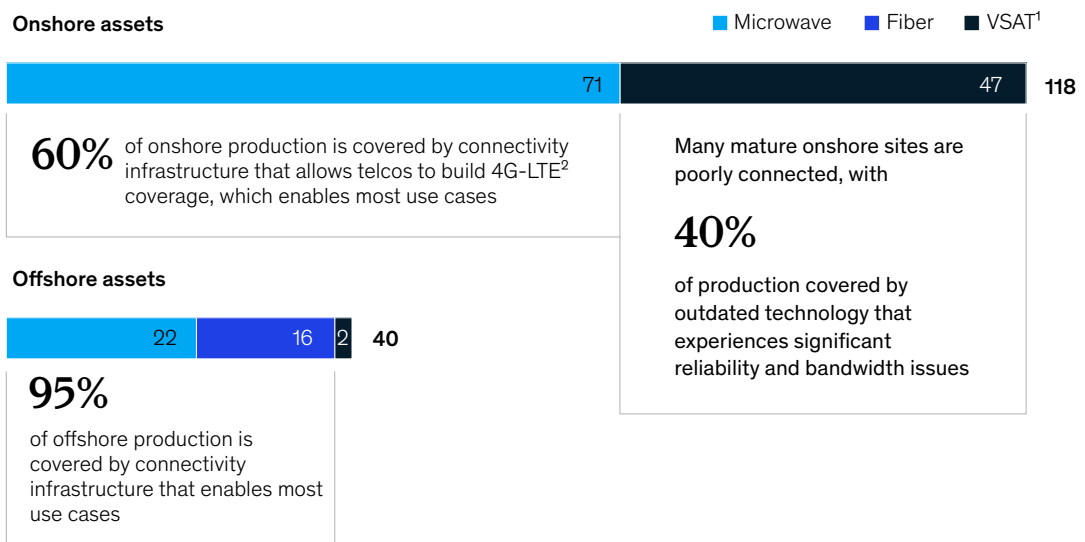 Onshore assets
Microwave Fiber VSAT¹
71 47 118
60% of onshore production is covered by connectivity
infrastructure that allows telcos to build 4G-LTE²
coverage, which enables most use cases
Many mature onshore sites are
poorly connected, with
40%
of production covered by
outdated technology that
experiences significant
reliability and bandwidth issues
Offshore assets
22 16 2 40
95%
of offshore production is
covered by connectivity
infrastructure that enables most
use cases